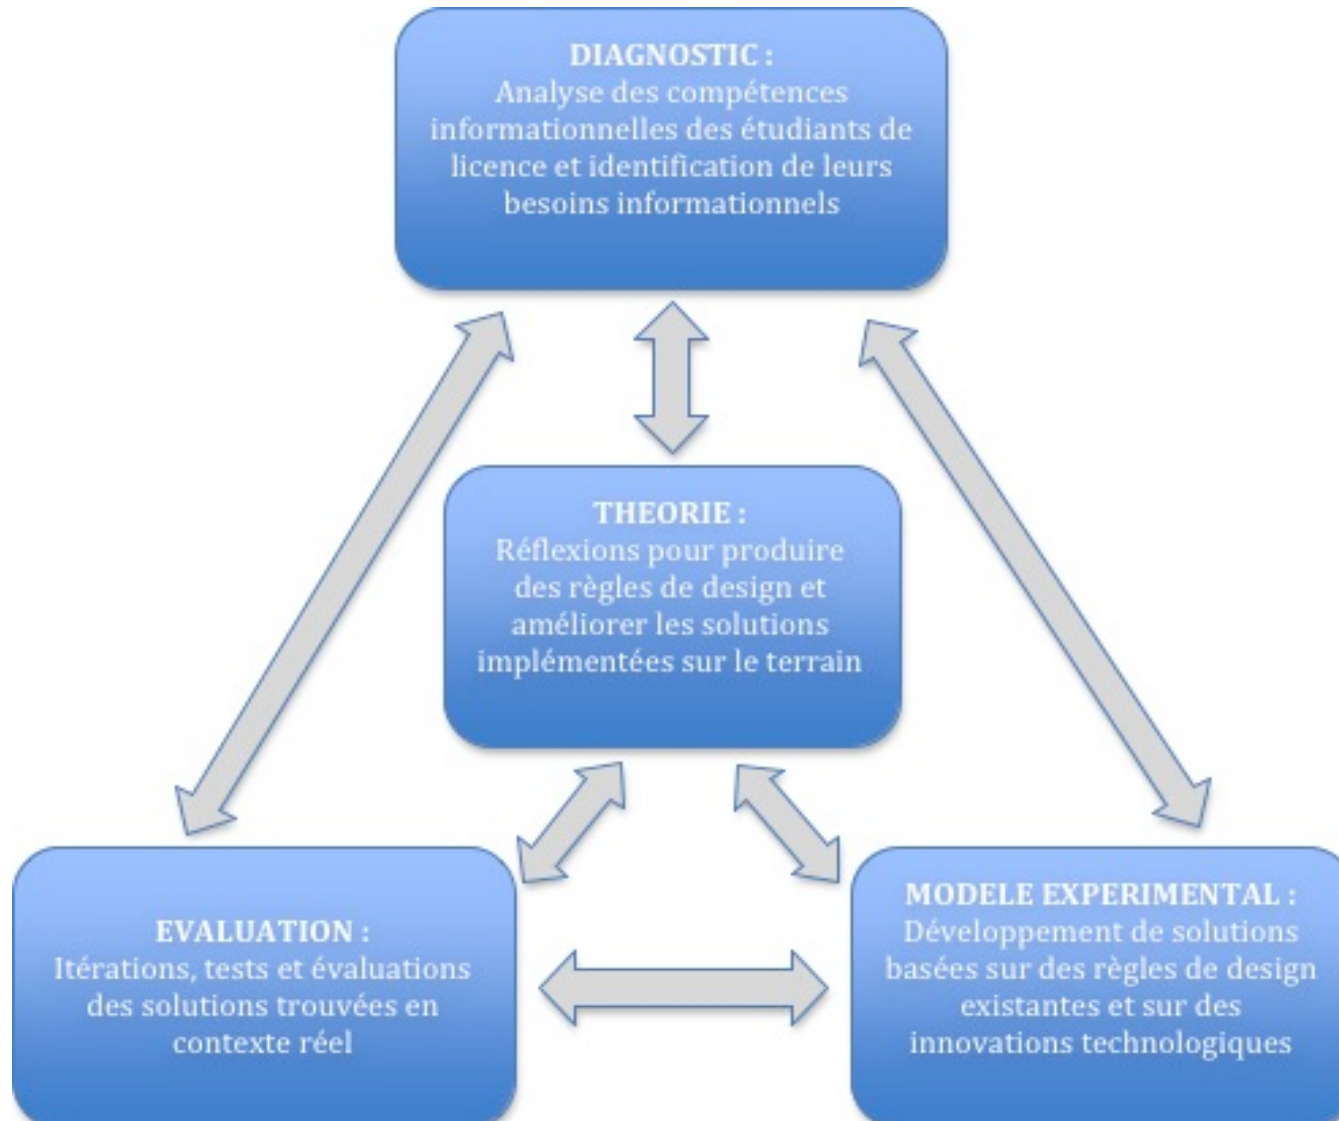 DIAGNOSTIC :
Analyse des compétences
informationnelles des étudiants de
licence et identification de leurs
besoins informationnels
THEORIE :
Réflexions pour produire
des règles de design et
améliorer les solutions
implémentées sur le terrain
EVALUATION :
Itérations, tests et évaluations
des solutions trouvées en
contexte réel
MODELE EXPERIMENTAL :
Développement de solutions
basées sur des règles de design
existantes et sur des
innovations technologiques